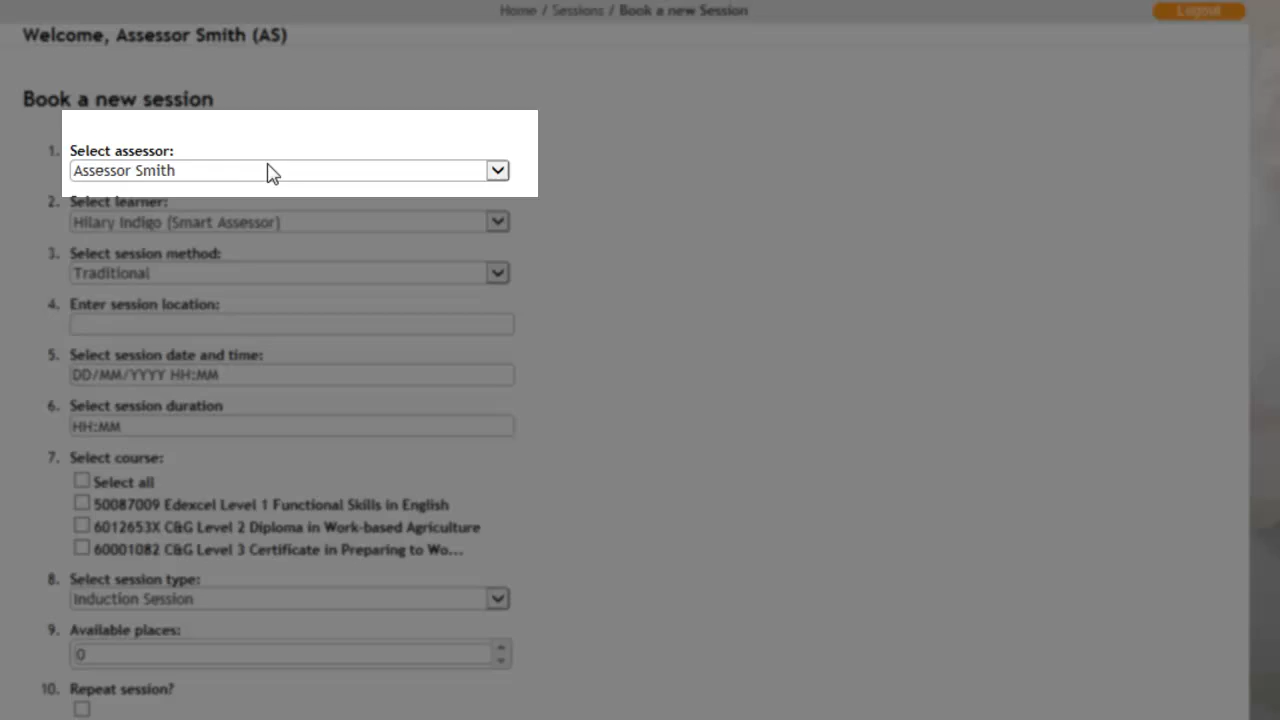 Home / Sessions / Book a new Session
Logout
Welcome, Assessor Smith (AS)
Book a new session
1. Select assessor:
Assessor Smith
2. Select learner:
Hilary Indigo (Smart Assessor)
3. Select session method:
Traditional
4. Enter session location:
5. Select session date and time:
DD/MM/YYYY HH:MM
6. Select session duration
HH:MM
7. Select course:
Select all
50087009 Edexcel Level 1 Functional Skills in English
6012653X C&G Level 2 Diploma in Work-based Agriculture
60001082 C&G Level 3 Certificate in Preparing to Wo...
8. Select session type:
Induction Session
9. Available places:
0
10. Repeat session?